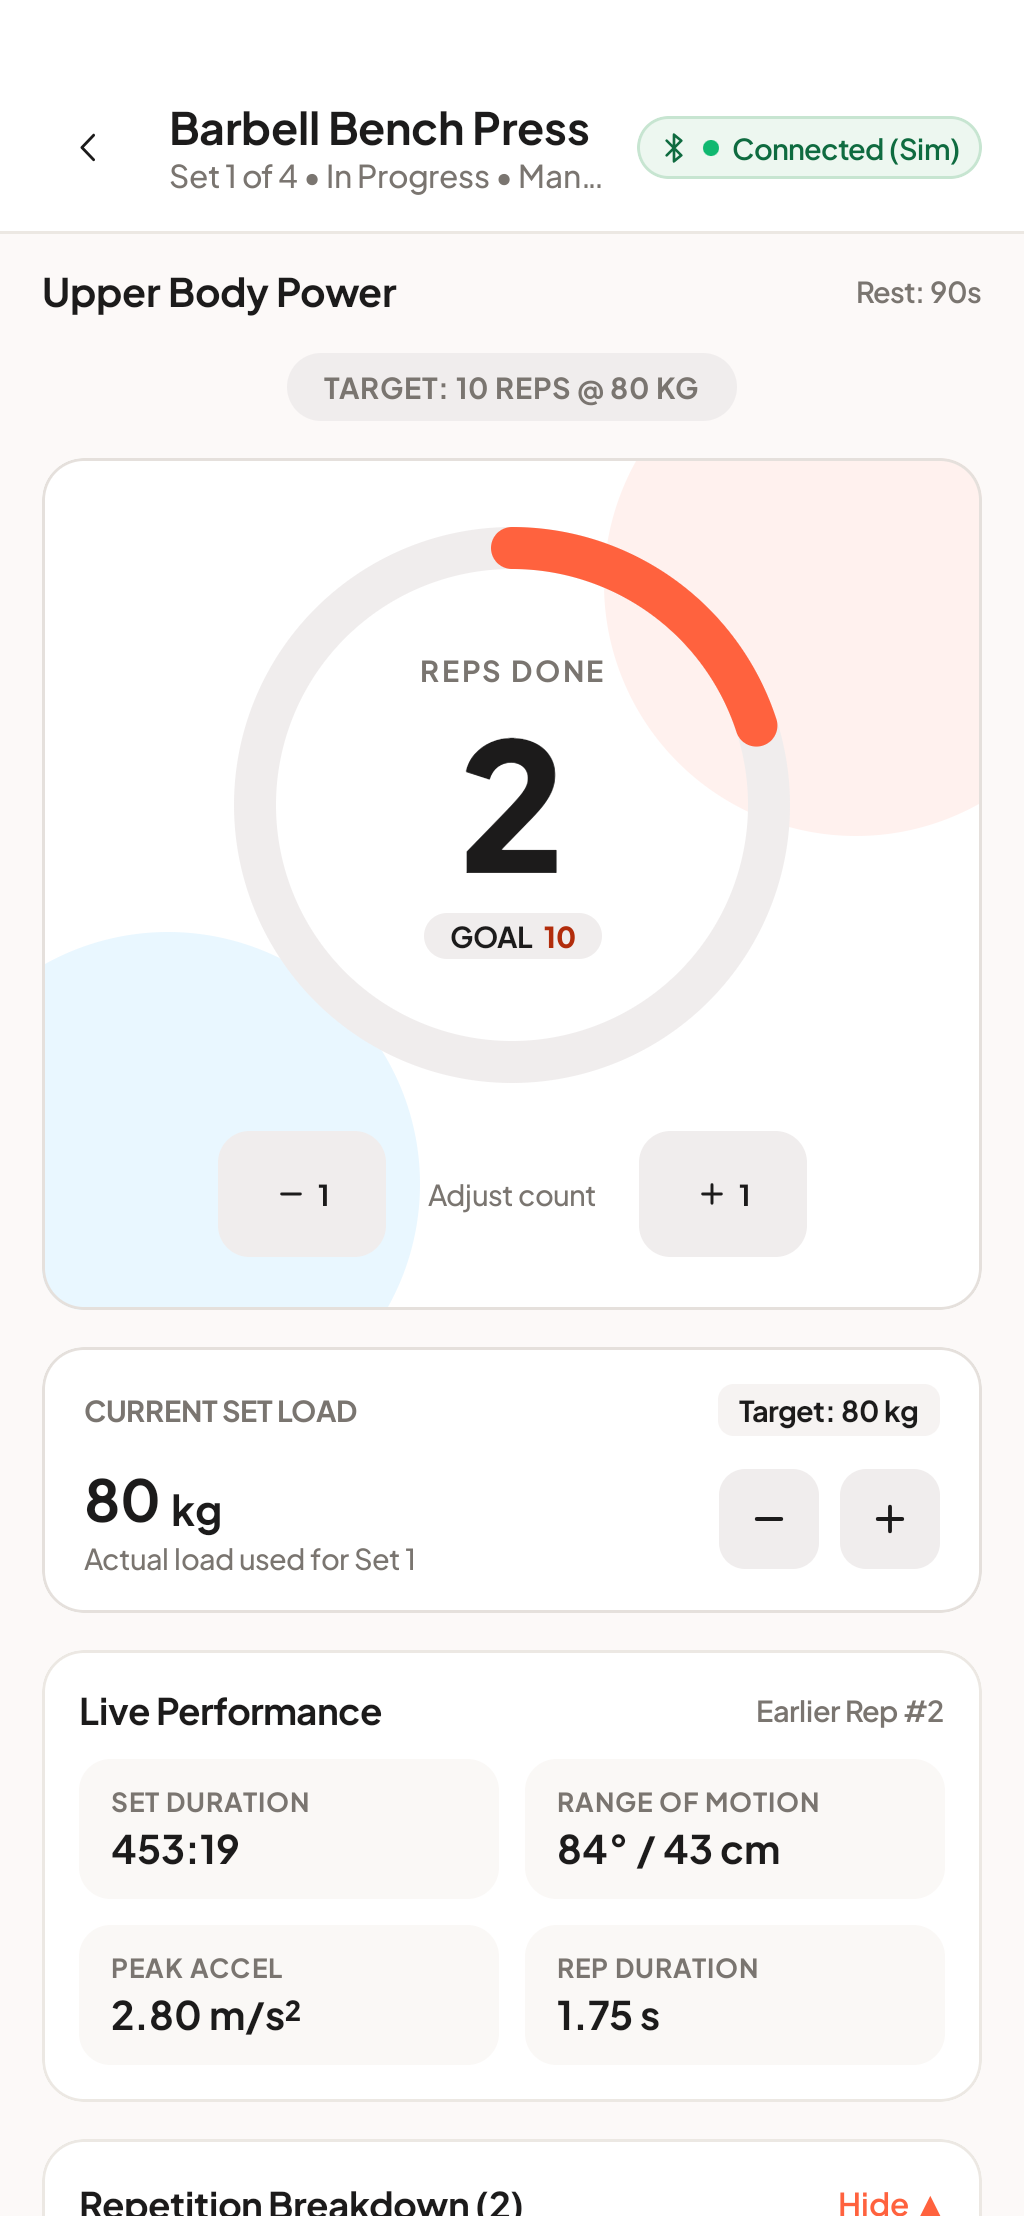 Barbell Bench Press
Set 1 of 4 • In Progress • Man...
Connected (Sim)
Upper Body Power
Rest: 90s
TARGET: 10 REPS @ 80 KG
REPS DONE
2
GOAL 10
− 1
Adjust count
+ 1
CURRENT SET LOAD
Target: 80 kg
80 kg
− +
Actual load used for Set 1
Live Performance
Earlier Rep #2
SET DURATION
453:19
RANGE OF MOTION
84° / 43 cm
PEAK ACCEL
2.80 m/s²
REP DURATION
1.75 s
Repetition Breakdown (2)
Hide ▲